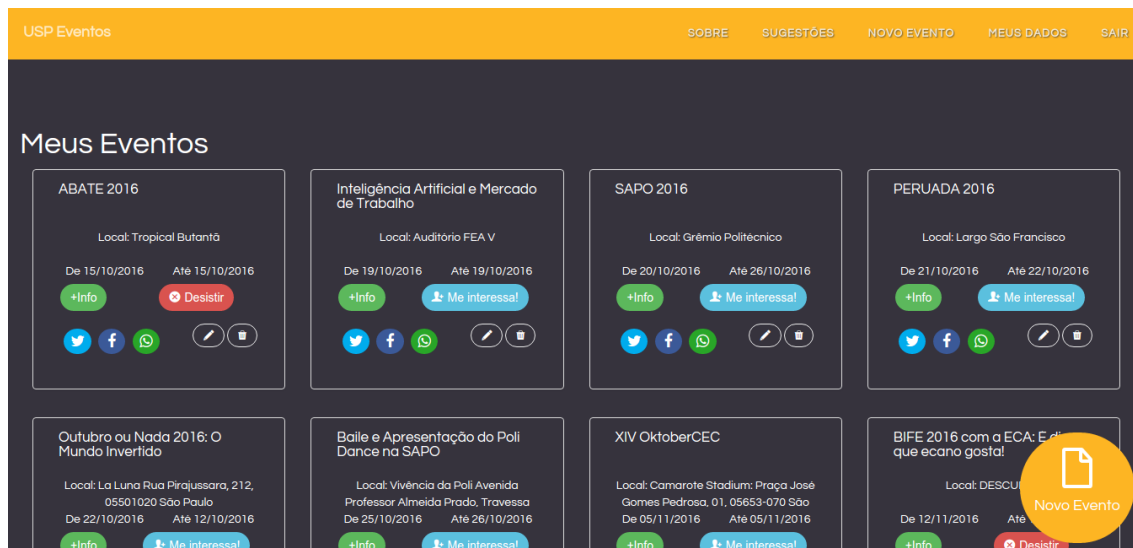 USP Eventos
SOBRE SUGESTÕES NOVO EVENTO MEUS DADOS SAIR
Meus Eventos
ABATE 2016
Local: Tropical Butantã
De 15/10/2016 Até 15/10/2016
+Info Desistir
Inteligência Artificial e Mercado
de Trabalho
Local: Auditório FEA V
De 19/10/2016 Até 19/10/2016
+Info Me interessa!
SAPO 2016
Local: Grêmio Politécnico
De 20/10/2016 Até 26/10/2016
+Info Me interessa!
PERUADA 2016
Local: Largo São Francisco
De 21/10/2016 Até 22/10/2016
+Info Me interessa!
Outubro ou Nada 2016: O
Mundo Invertido
Local: La Luna Rua Pirajussara, 212,
05501020 São Paulo
De 22/10/2016 Até 12/10/2016
+Info Me interessa!
Baile e Apresentação do Poli
Dance na SAPO
Local: Vivência da Poli Avenida
Professor Almeida Prado, Travessa
De 25/10/2016 Até 26/10/2016
+Info Me interessa!
XIV OktoberCEC
Local: Camarote Stadium: Praça José
Gomes Pedrosa, 01, 05653-070 São
De 05/11/2016 Até 05/11/2016
+Info Me interessa!
BIFE 2016 com a ECA: E
que ecano gosta!
Local:
De 12/11/2016 Até
+Info Desistir
Novo Evento